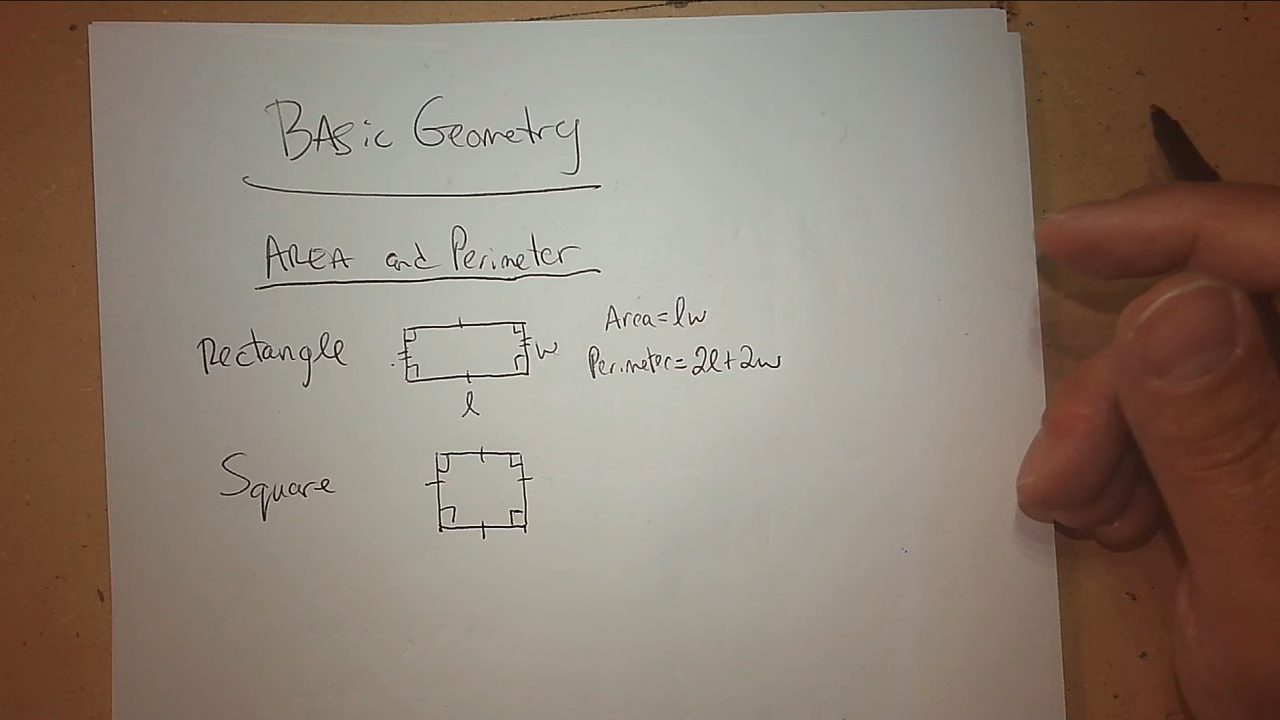 BASic Geometry
AREA and Perimeter
Rectangle
w
l
Area = lw
Perimeter = 2l + 2w
Square